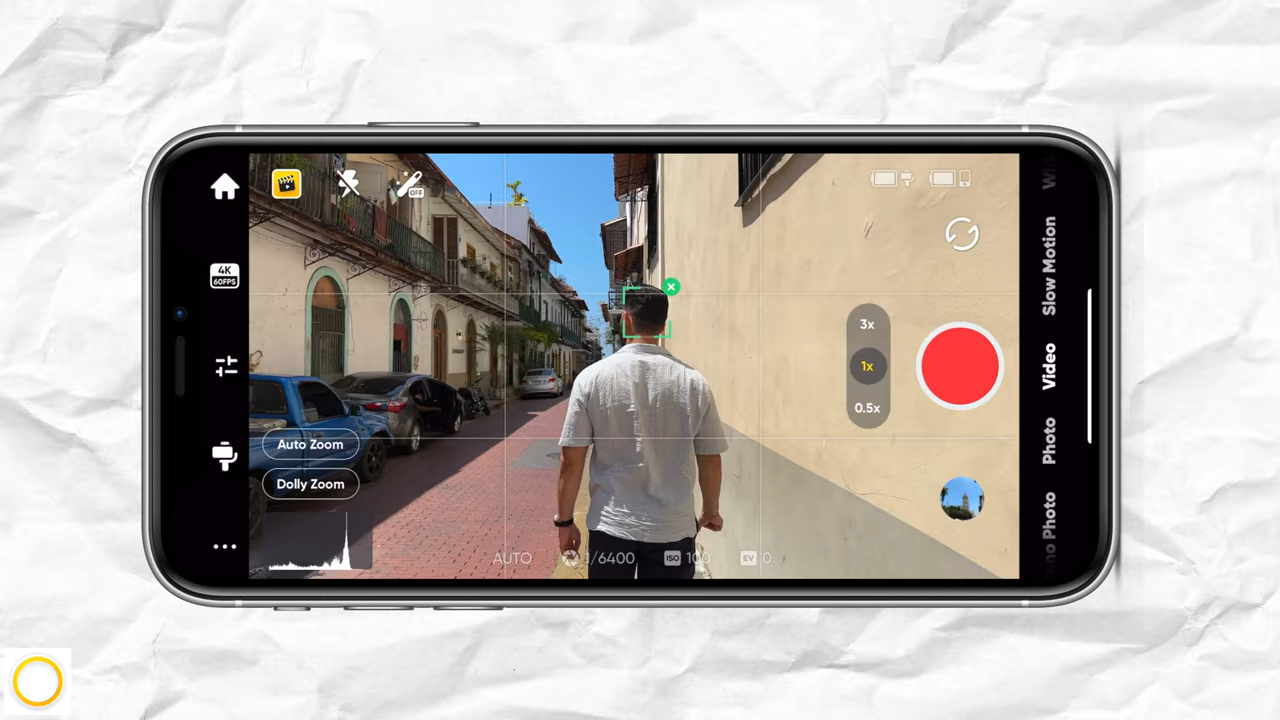 OFF
4K
60FPS
3x
1x
0.5x
Auto Zoom
Dolly Zoom
AUTO
1/6400
ISO
100
EV
0
Slow Motion
Video
Photo
Photo